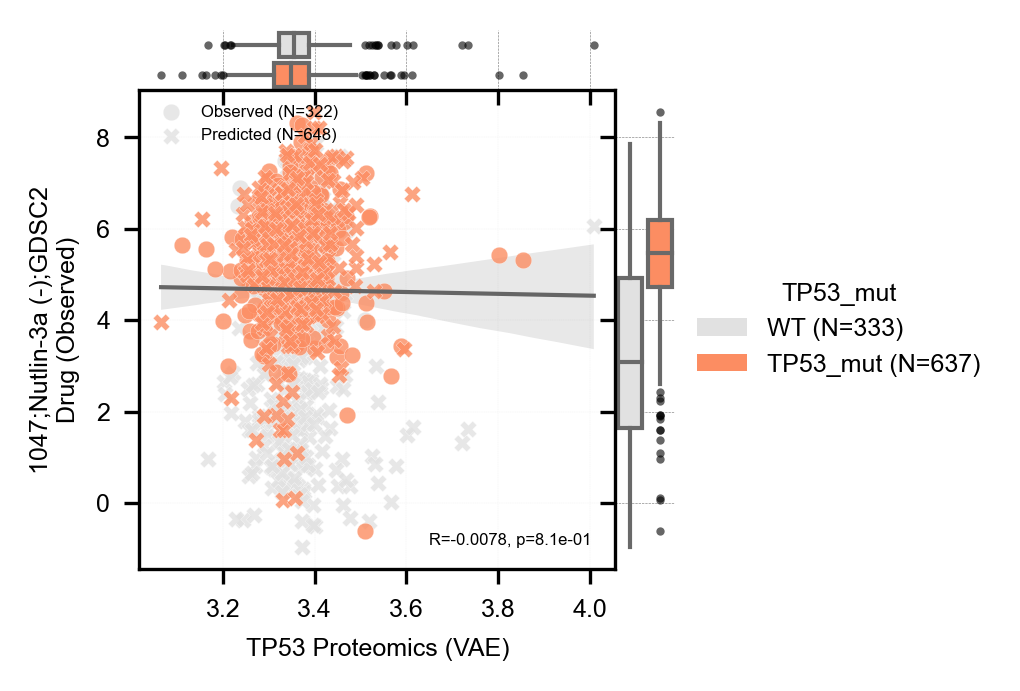 Observed (N=322)
Predicted (N=648)
8
6
4
2
0
1047;Nutlin-3a (-);GDSC2
Drug (Observed)
R=-0.0078, p=8.1e-01
3.2 3.4 3.6 3.8 4.0
TP53 Proteomics (VAE)
TP53_mut
WT (N=333)
TP53_mut (N=637)